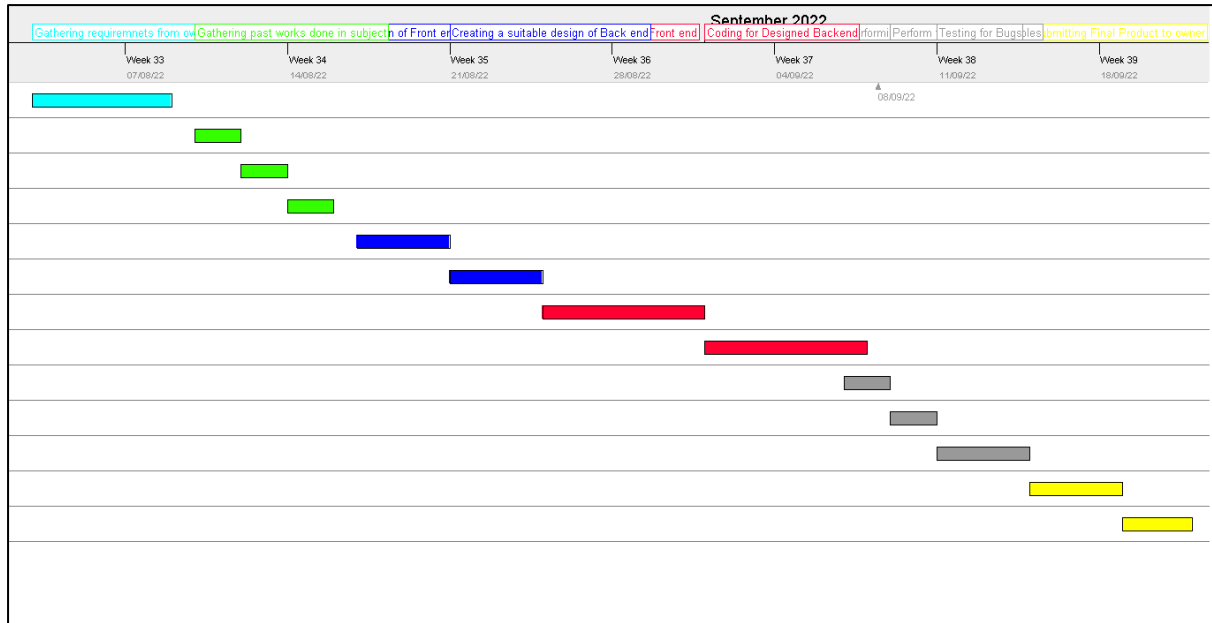 September 2022
Gathering requiremnets from ow Gathering past works done in subject n of Front er Creating a suitable design of Back end Front end Coding for Designed Backend rformi Perform Testing for Bugs oles bmitting Final Product to owner
Week 33 Week 34 Week 35 Week 36 Week 37 Week 38 Week 39
07/08/22 14/08/22 21/08/22 28/08/22 04/09/22 11/09/22 18/09/22
08/09/22